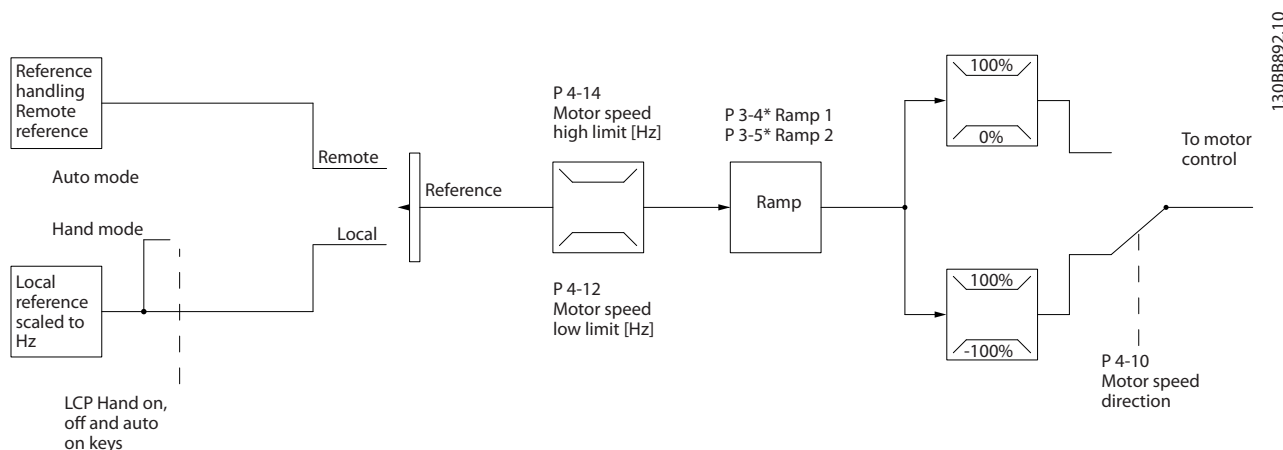 Reference
handling
Remote
reference
Auto mode
Hand mode
Local
reference
scaled to
Hz
LCP Hand on,
off and auto
on keys
Remote
Local
Reference
P 4-14
Motor speed
high limit [Hz]
P 4-12
Motor speed
low limit [Hz]
P 3-4* Ramp 1
P 3-5* Ramp 2
Ramp
100%
0%
100%
-100%
To motor
control
P 4-10
Motor speed
direction
130BB892.10